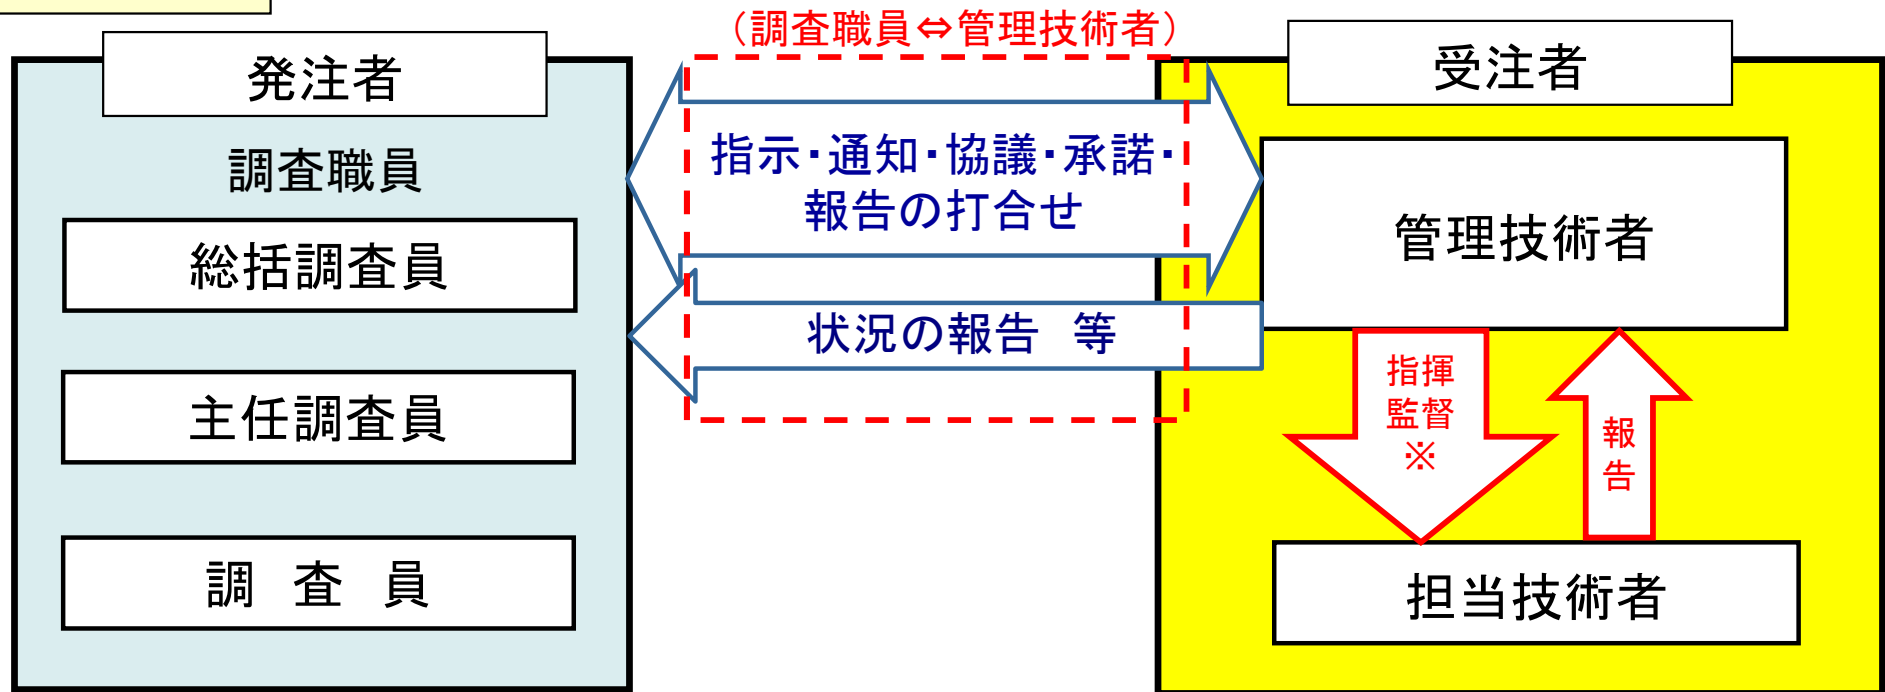 (調査職員⇔管理技術者)
発注者
調査職員
総括調査員
主任調査員
調　査　員
指示・通知・協議・承諾・
報告の打合せ
状況の報告　等
受注者
管理技術者
指揮
監督
※
報
告
担当技術者